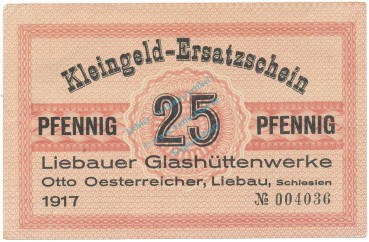 Kleingeld-Ersatzschein
PFENNIG 25 PFENNIG
Liebauer Glashüttenwerke
Otto Oesterreicher, Liebau, Schlesien
1917 № 004036